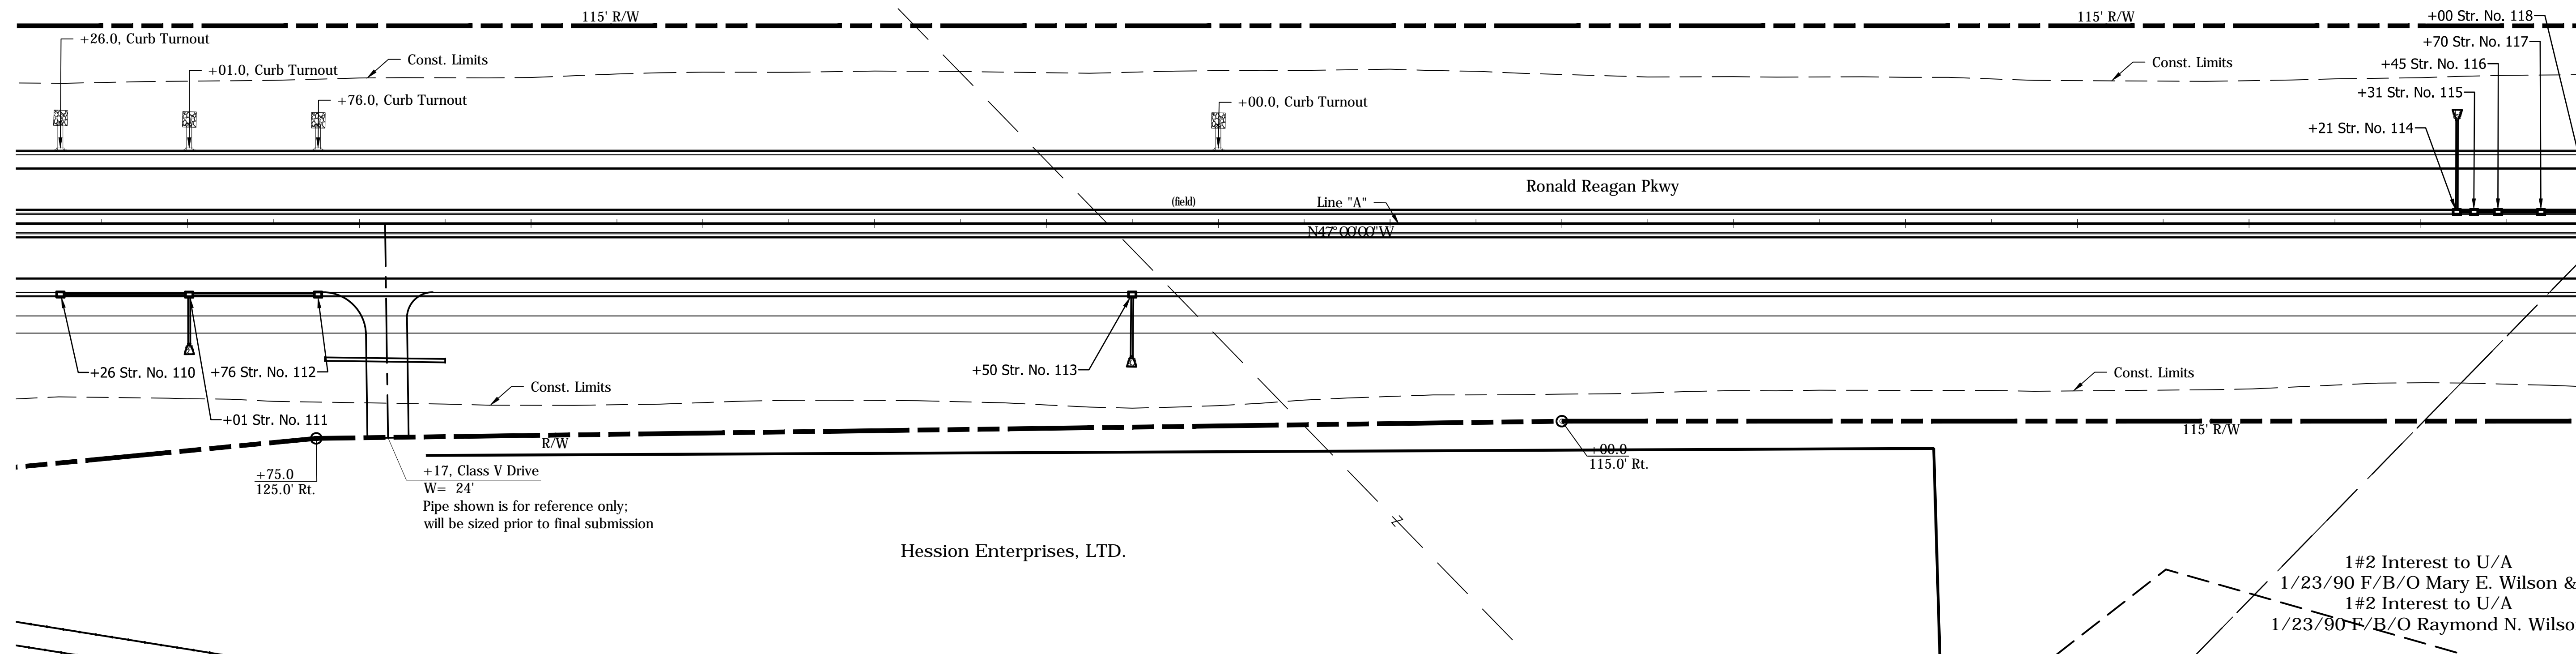 115' R/W
115' R/W
+00 Str. No. 118
+26.0, Curb Turnout
+70 Str. No. 117
Const. Limits
Const. Limits
+45 Str. No. 116
+01.0, Curb Turnout
+31 Str. No. 115
+76.0, Curb Turnout
+00.0, Curb Turnout
+21 Str. No. 114
Ronald Reagan Pkwy
(field)
Line "A"
N47°00'00"W
+26 Str. No. 110
+76 Str. No. 112
+50 Str. No. 113
Const. Limits
Const. Limits
+01 Str. No. 111
115' R/W
R/W
+75.0
125.0' Rt.
+00.0
115.0' Rt.
+17, Class V Drive
W= 24'
Pipe shown is for reference only;
will be sized prior to final submission
Z
Hession Enterprises, LTD.
1#2 Interest to U/A
1/23/90 F/B/O Mary E. Wilson &
1#2 Interest to U/A
1/23/90 F/B/O Raymond N. Wilso